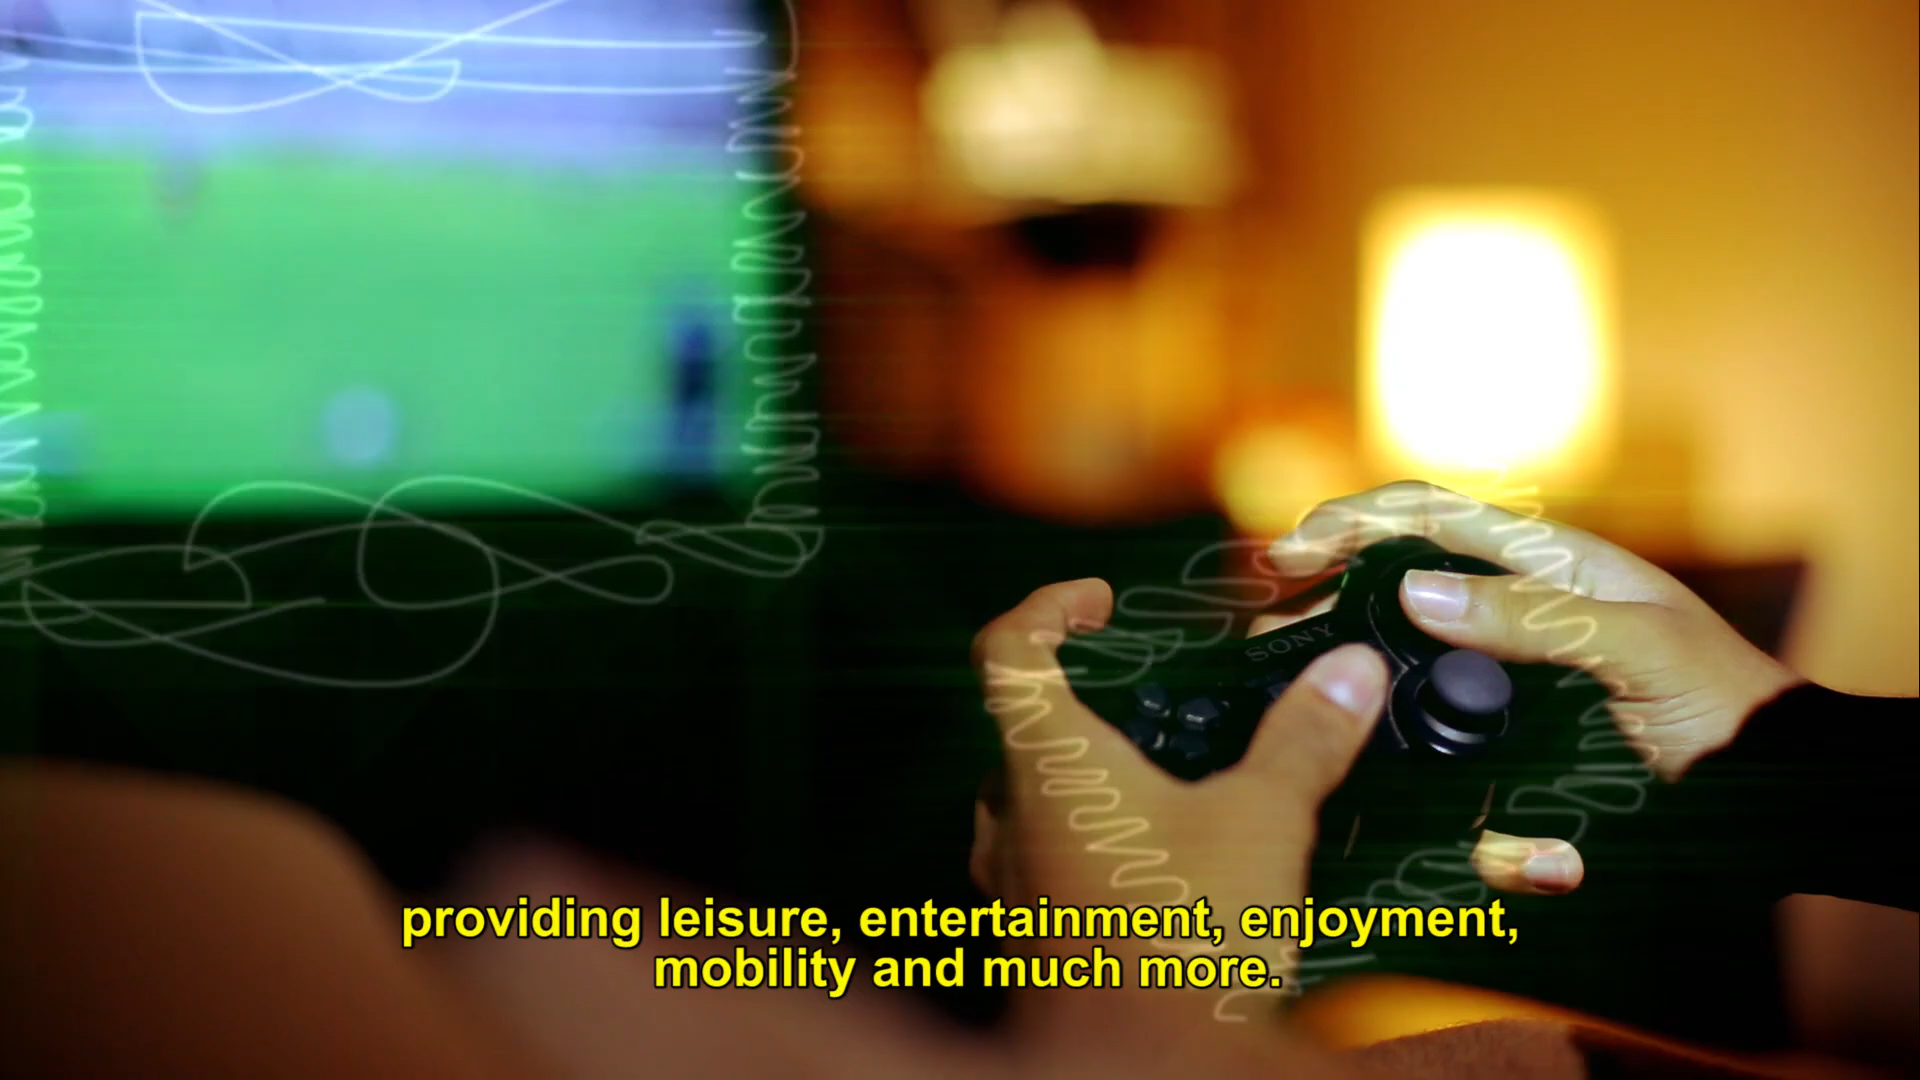 SONY
providing leisure, entertainment, enjoyment,
mobility and much more.